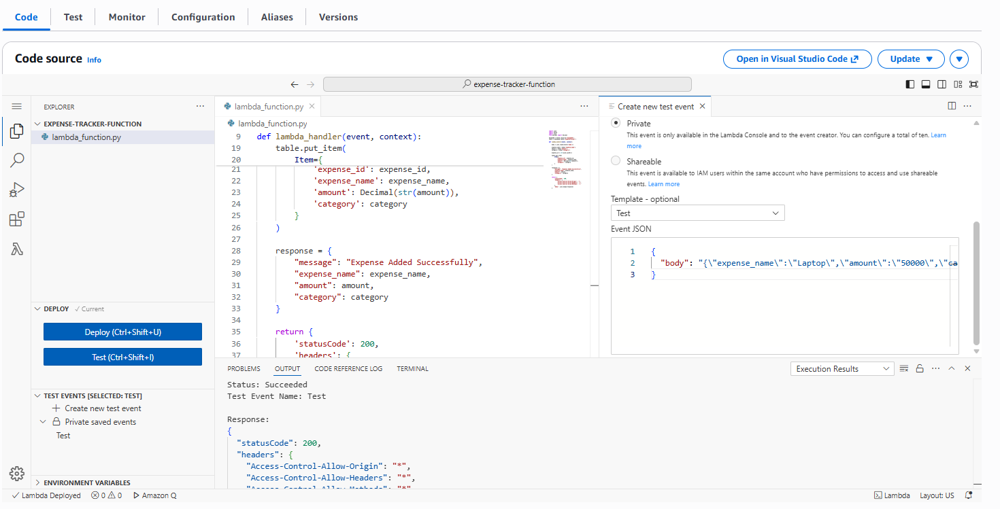 Code Test Monitor Configuration Aliases Versions
Code source Info
Open in Visual Studio Code Update
expense-tracker-function
EXPLORER
EXPENSE-TRACKER-FUNCTION
lambda_function.py
DEPLOY Current
Deploy (Ctrl+Shift+U)
Test (Ctrl+Shift+I)
TEST EVENTS [SELECTED: TEST]
Create new test event
Private saved events
Test
ENVIRONMENT VARIABLES
lambda_function.py
lambda_function.py
9 def lambda_handler(event, context):
19 table.put_item(
20 Item={
21 'expense_id': expense_id,
22 'expense_name': expense_name,
23 'amount': Decimal(str(amount)),
24 'category': category
25 }
26 )
27
28 response = {
29 "message": "Expense Added Successfully",
30 "expense_name": expense_name,
31 "amount": amount,
32 "category": category
33 }
34
35 return {
36 'statusCode': 200,
37 'headers': {
Create new test event
Private
This event is only available in the Lambda Console and to the event creator. You can configure a total of ten. Learn
more
Shareable
This event is available to IAM users within the same account who have permissions to access and use shareable
events. Learn more
Template - optional
Test
Event JSON
1 {
2 "body": "{\"expense_name\":\"Laptop\",\"amount\":\"50000\",\"ca
3 }
PROBLEMS OUTPUT CODE REFERENCE LOG TERMINAL
Execution Results
Status: Succeeded
Test Event Name: Test
Response:
{
"statusCode": 200,
"headers": {
"Access-Control-Allow-Origin": "*",
"Access-Control-Allow-Headers": "*",
"Access-Control-Allow-Methods": "*"
Lambda Deployed 0 0 Amazon Q
Lambda Layout: US